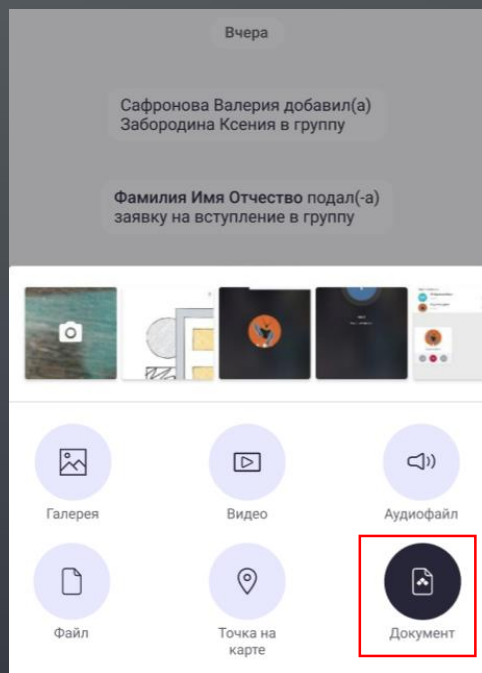 Вчера
Сафронова Валерия добавил(а)
Забородина Ксения в группу
Фамилия Имя Отчество подал(-а)
заявку на вступление в группу
Галерея
Видео
Аудиофайл
Файл
Точка на
карте
Документ